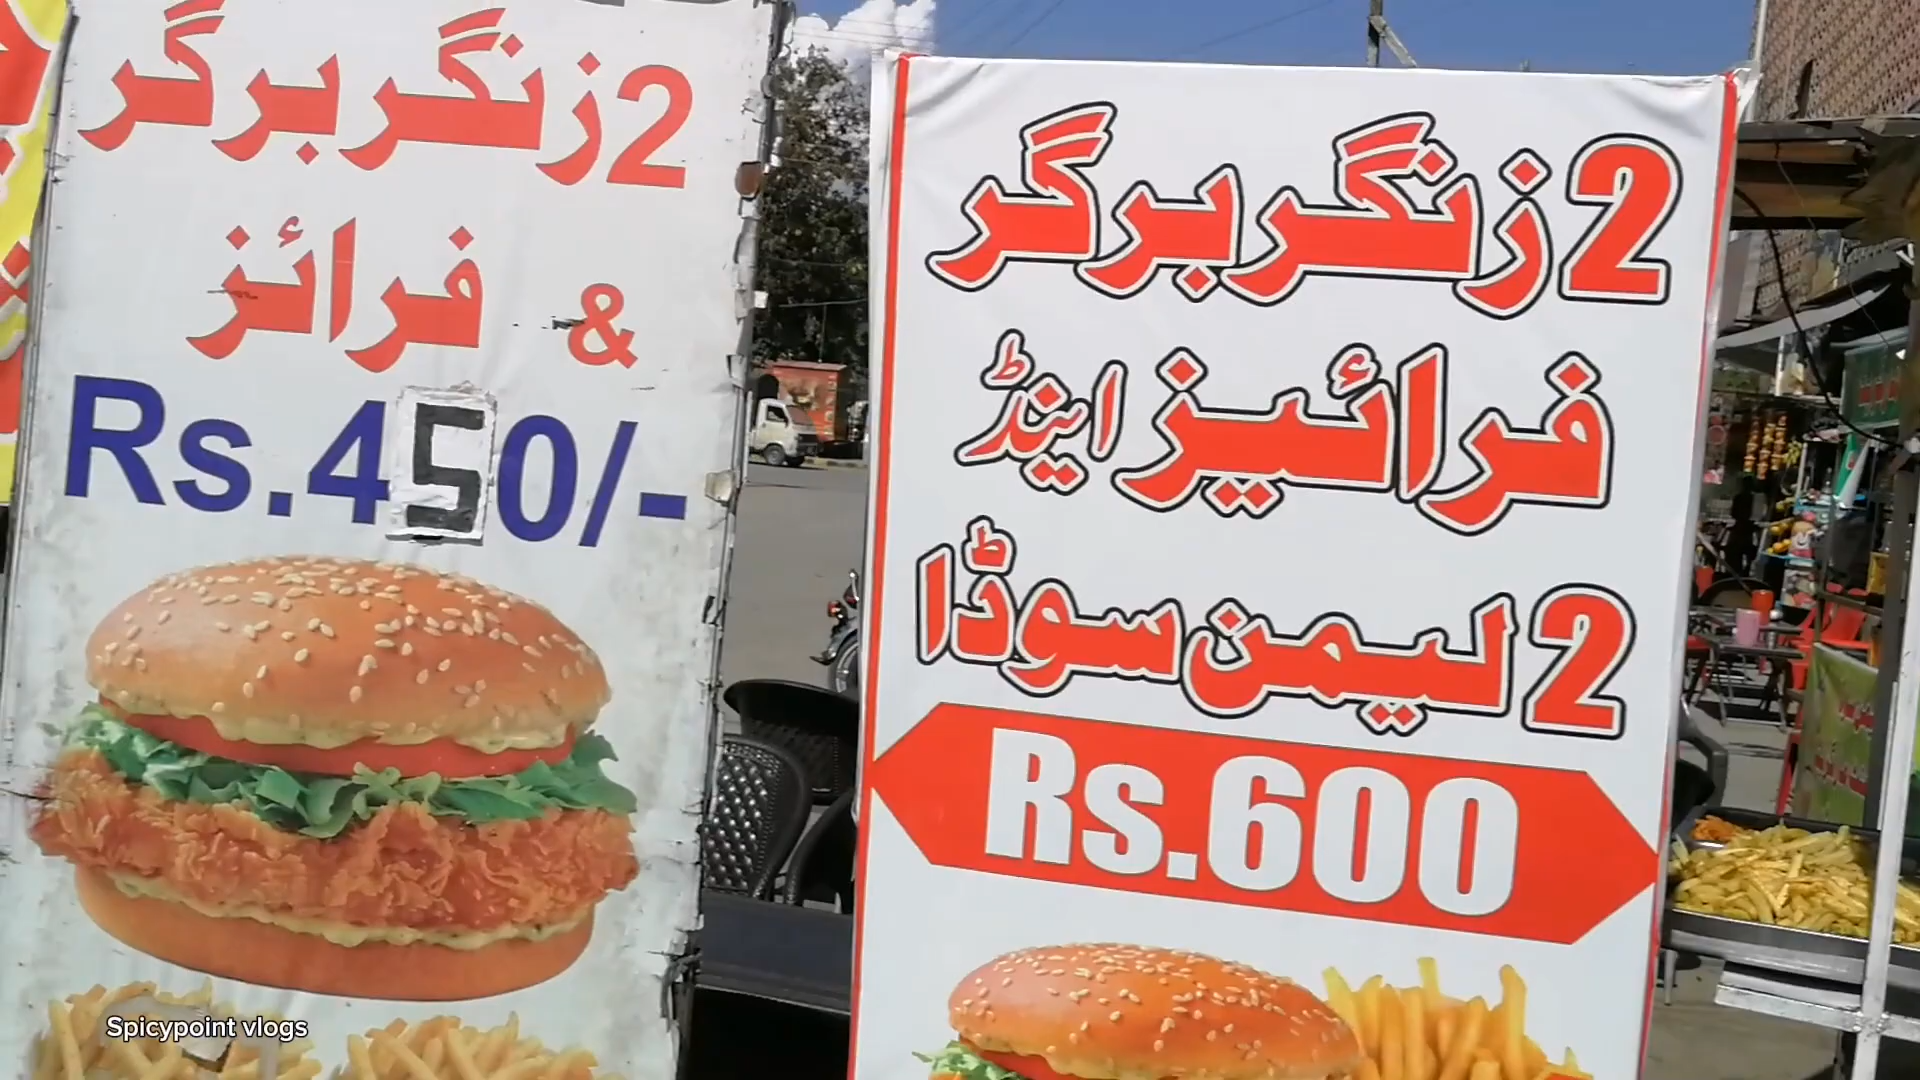 2 زنگر برگر
& فرائز
Rs.450/-
2 زنگر برگر
فرائیز اینڈ
2 لیمن سوڈا
Rs.600
Spicypoint vlogs